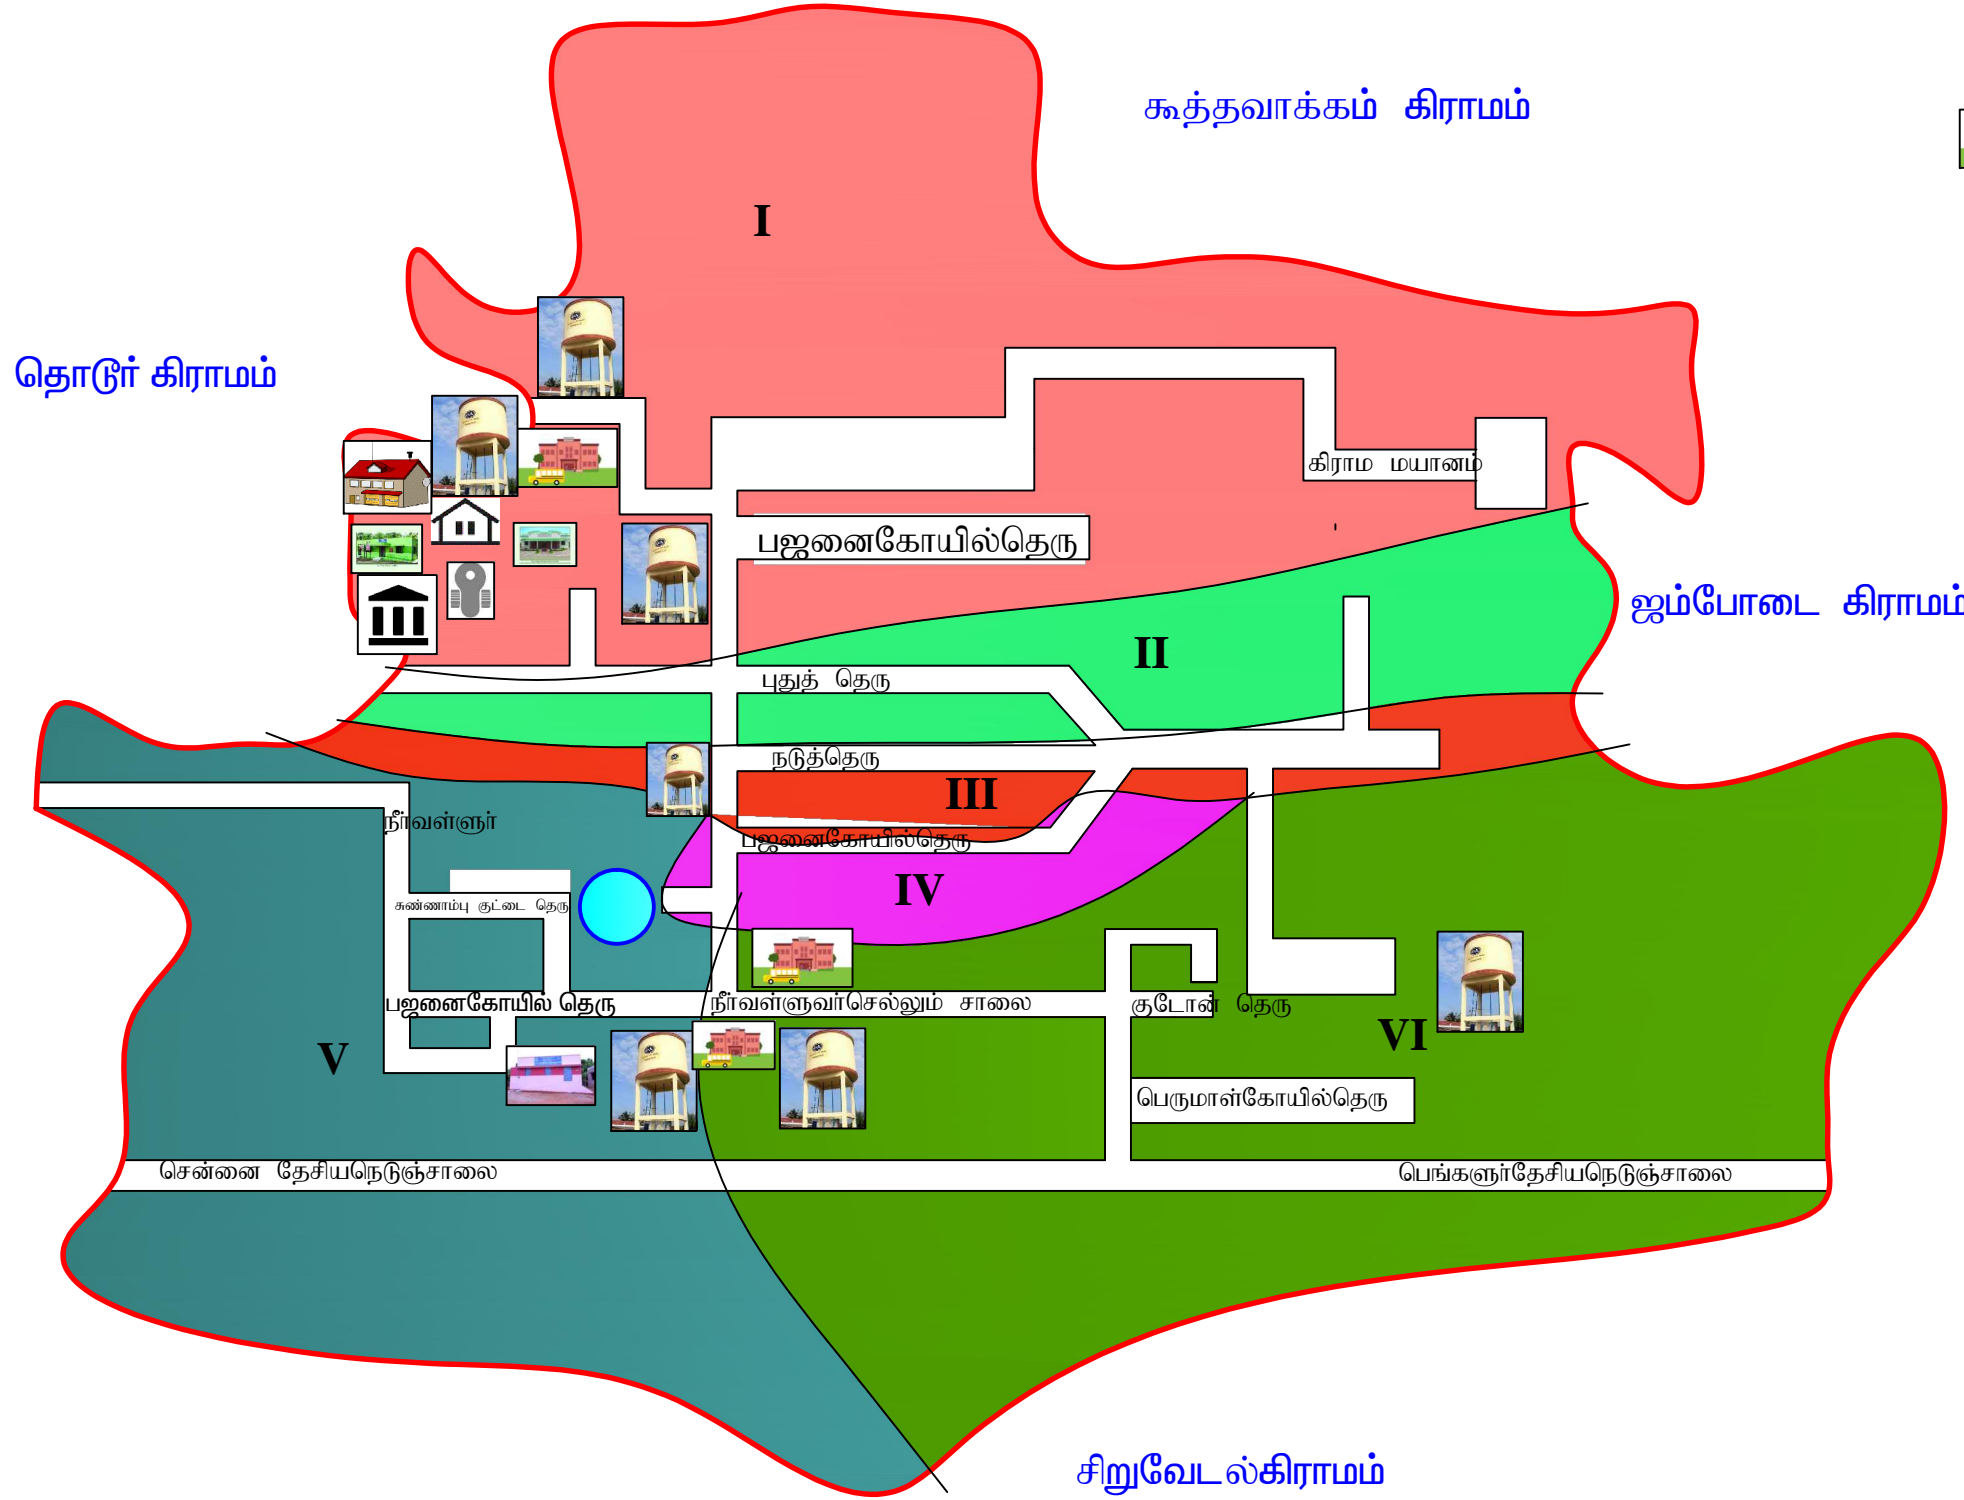 கூத்தவாக்கம் கிராமம்
I
தொடூர் கிராமம்
கிராம மயானம்
பஜனைகோயில்தெரு
ஜம்போடை கிராமம்
II
புதுத் தெரு
நடுத்தெரு
III
நீர்வள்ளுர்
பஜனைகோயில்தெரு
IV
சுண்ணாம்பு குட்டை தெரு
பஜனைகோயில் தெரு
நீர்வள்ளுவர்செல்லும் சாலை
குடோன் தெரு
V
VI
பெருமாள்கோயில்தெரு
சென்னை தேசியநெடுஞ்சாலை
பெங்களுர்தேசியநெடுஞ்சாலை
சிறுவேடல்கிராமம்